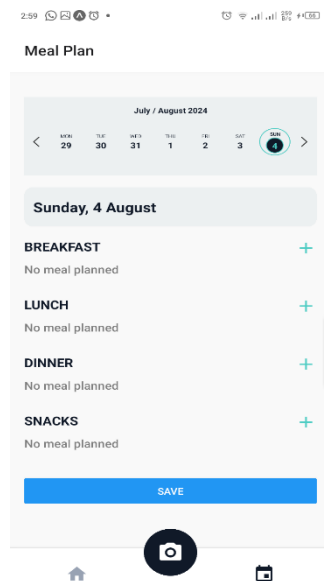 2:59
290 B/s 66
Meal Plan
July / August 2024
MON TUE WED THU FRI SAT SUN
29 30 31 1 2 3 4
Sunday, 4 August
BREAKFAST
No meal planned
LUNCH
No meal planned
DINNER
No meal planned
SNACKS
No meal planned
SAVE